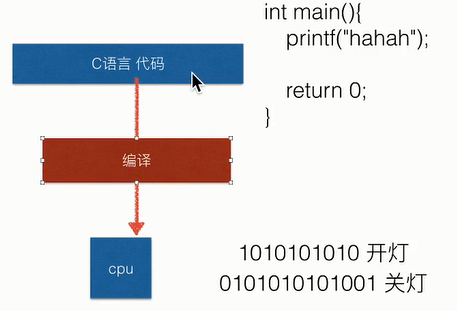 int main(){
printf("hahah");
return 0;
}
C语言 代码
编译
cpu
1010101010 开灯
0101010101001 关灯